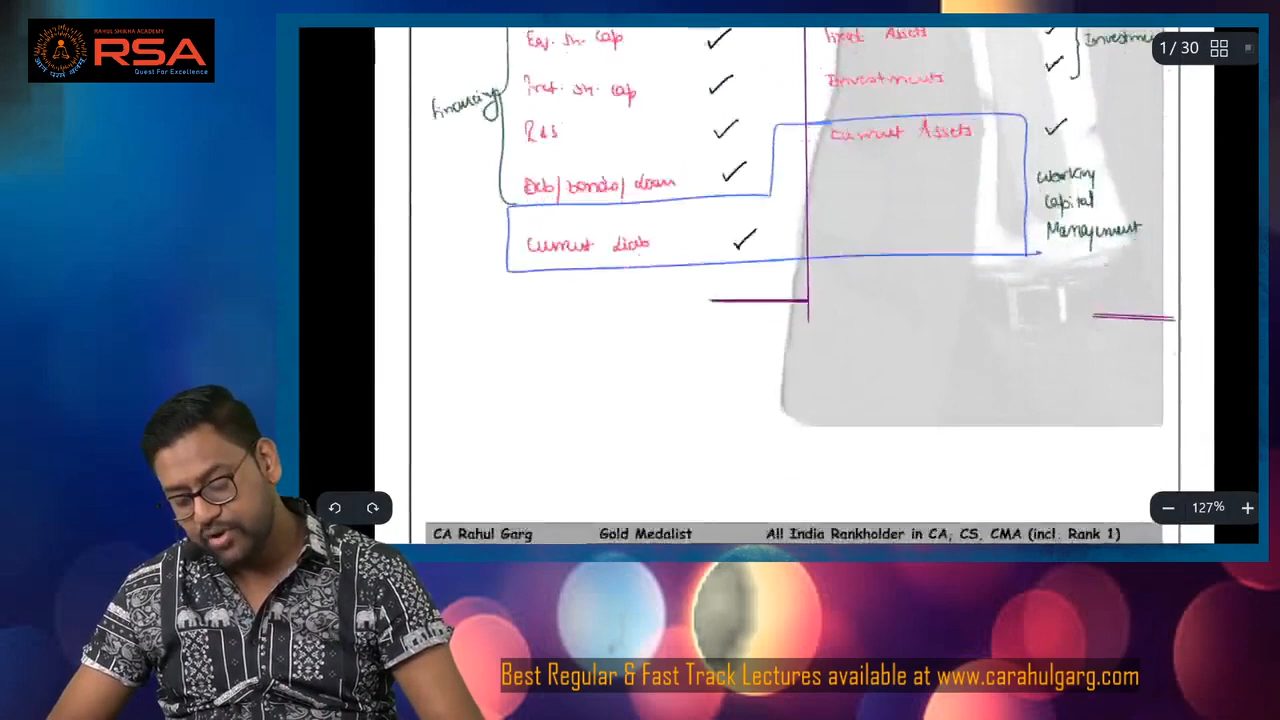 RAHUL SHIKHA ACADEMY
RSA
Quest For Excellence
1 / 30
Eq. Sh. Cap
Pref. Sh. Cap
R&S
Deb/bonds/loan
Current Liab
Financing
Assets
Investments
Current Assets
Working
Capital
Management
127%
CA Rahul Garg Gold Medalist All India Rankholder in CA, CS, CMA (incl. Rank 1)
Best Regular & Fast Track Lectures available at www.carahulgarg.com